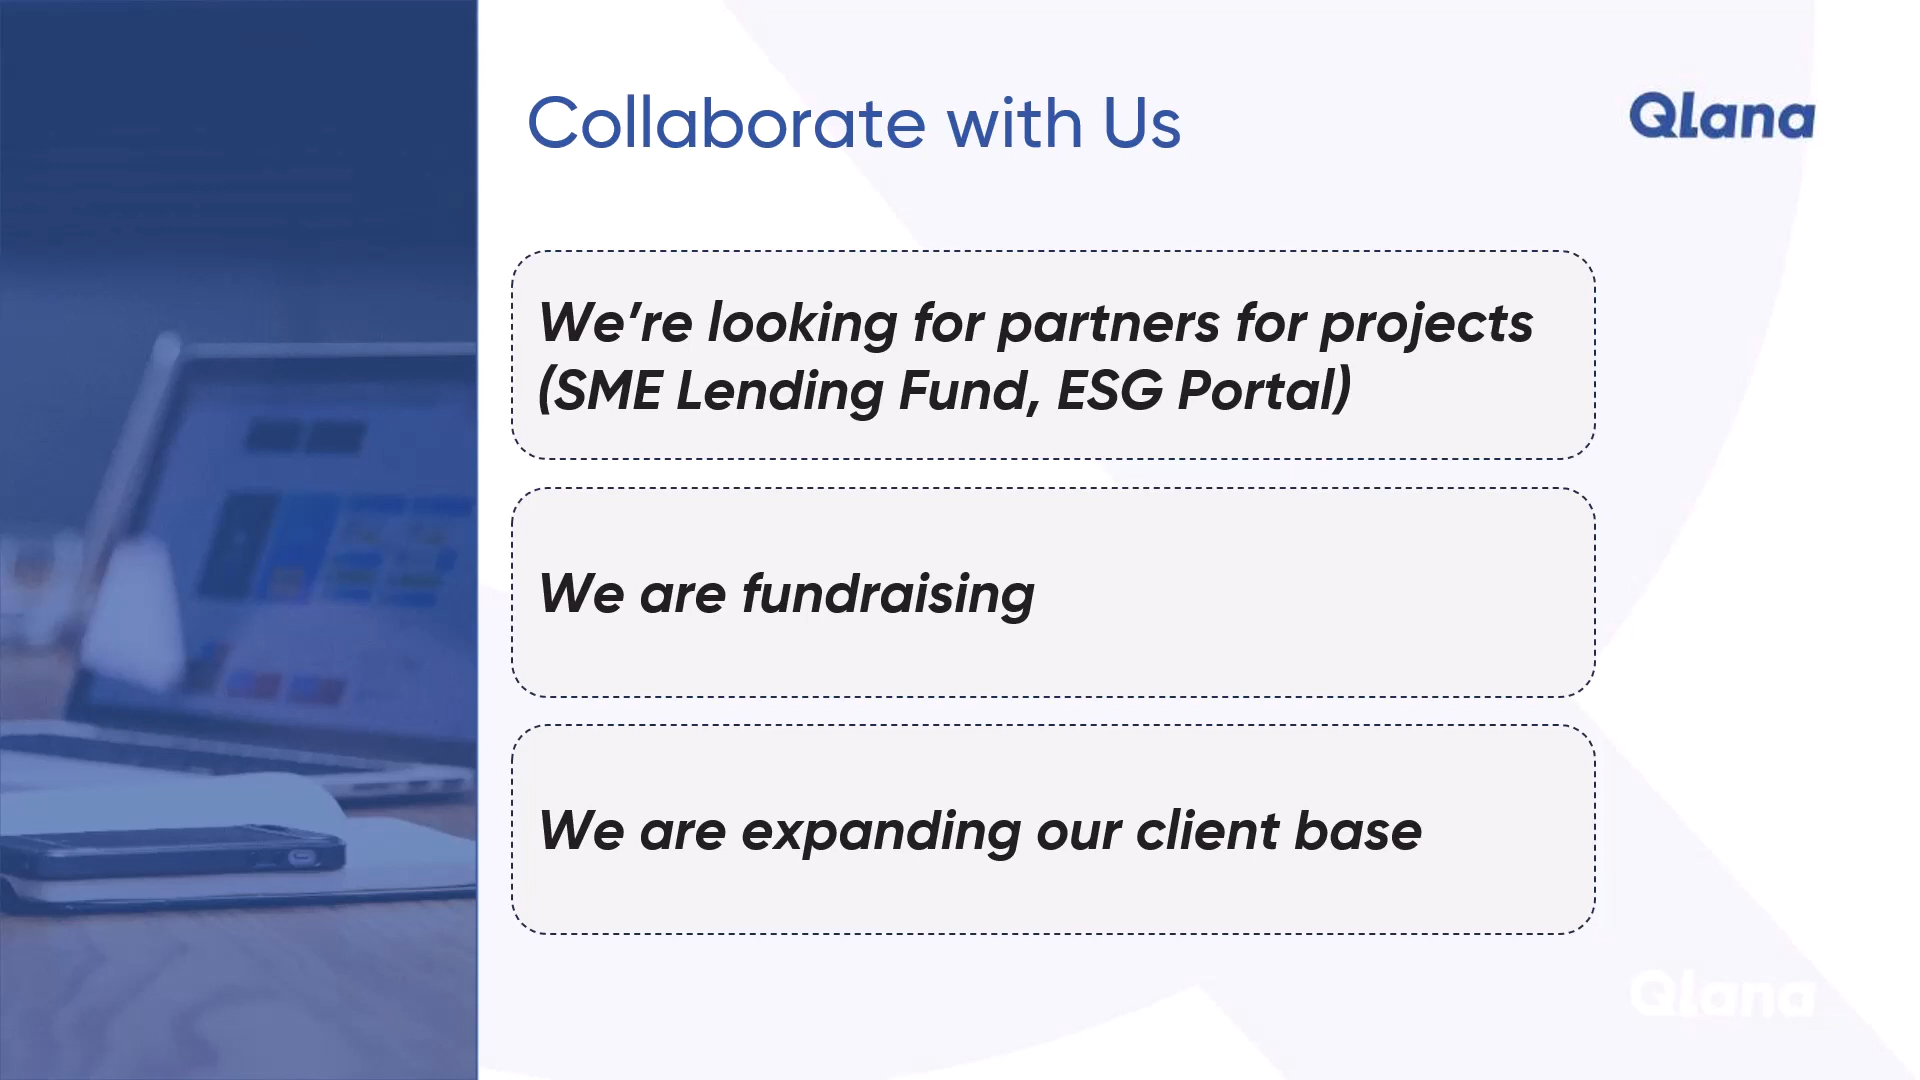 Collaborate with Us
Qlana
We’re looking for partners for projects
(SME Lending Fund, ESG Portal)
We are fundraising
We are expanding our client base
Qlana